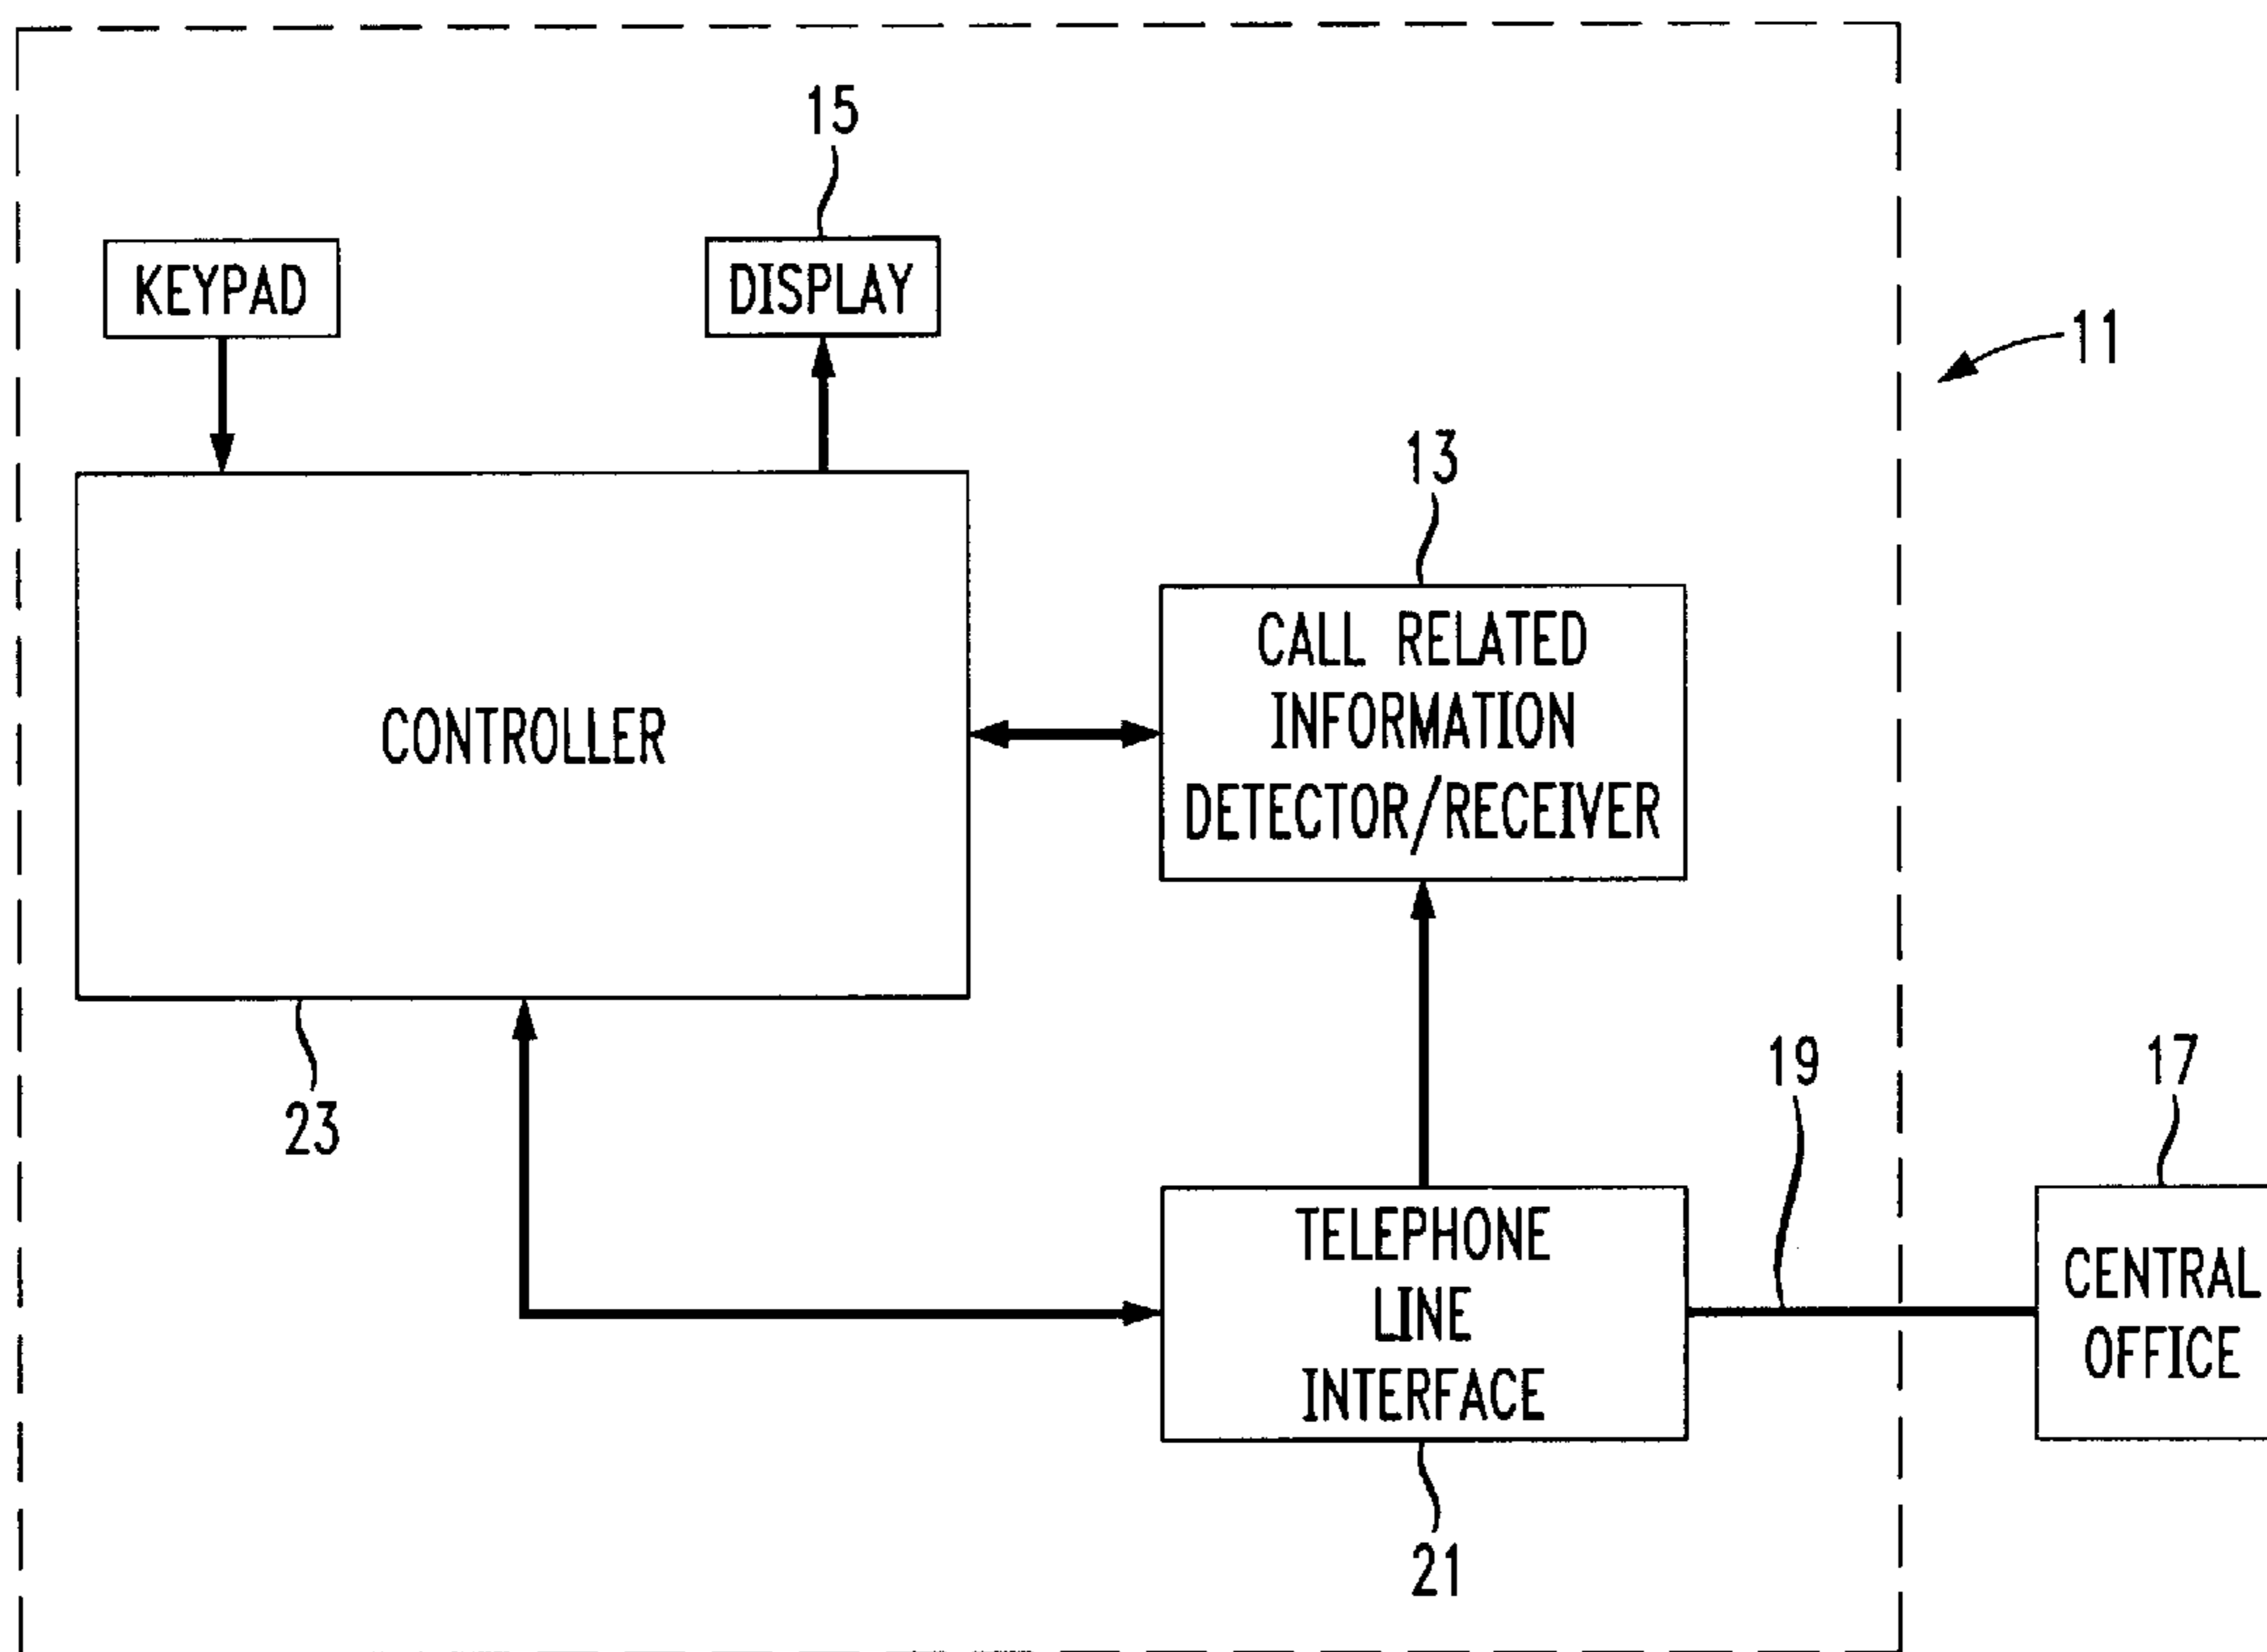 15
KEYPAD
DISPLAY
11
13
CALL RELATED
INFORMATION
DETECTOR/RECEIVER
CONTROLLER
23
19
17
TELEPHONE
LINE
INTERFACE
CENTRAL
OFFICE
21